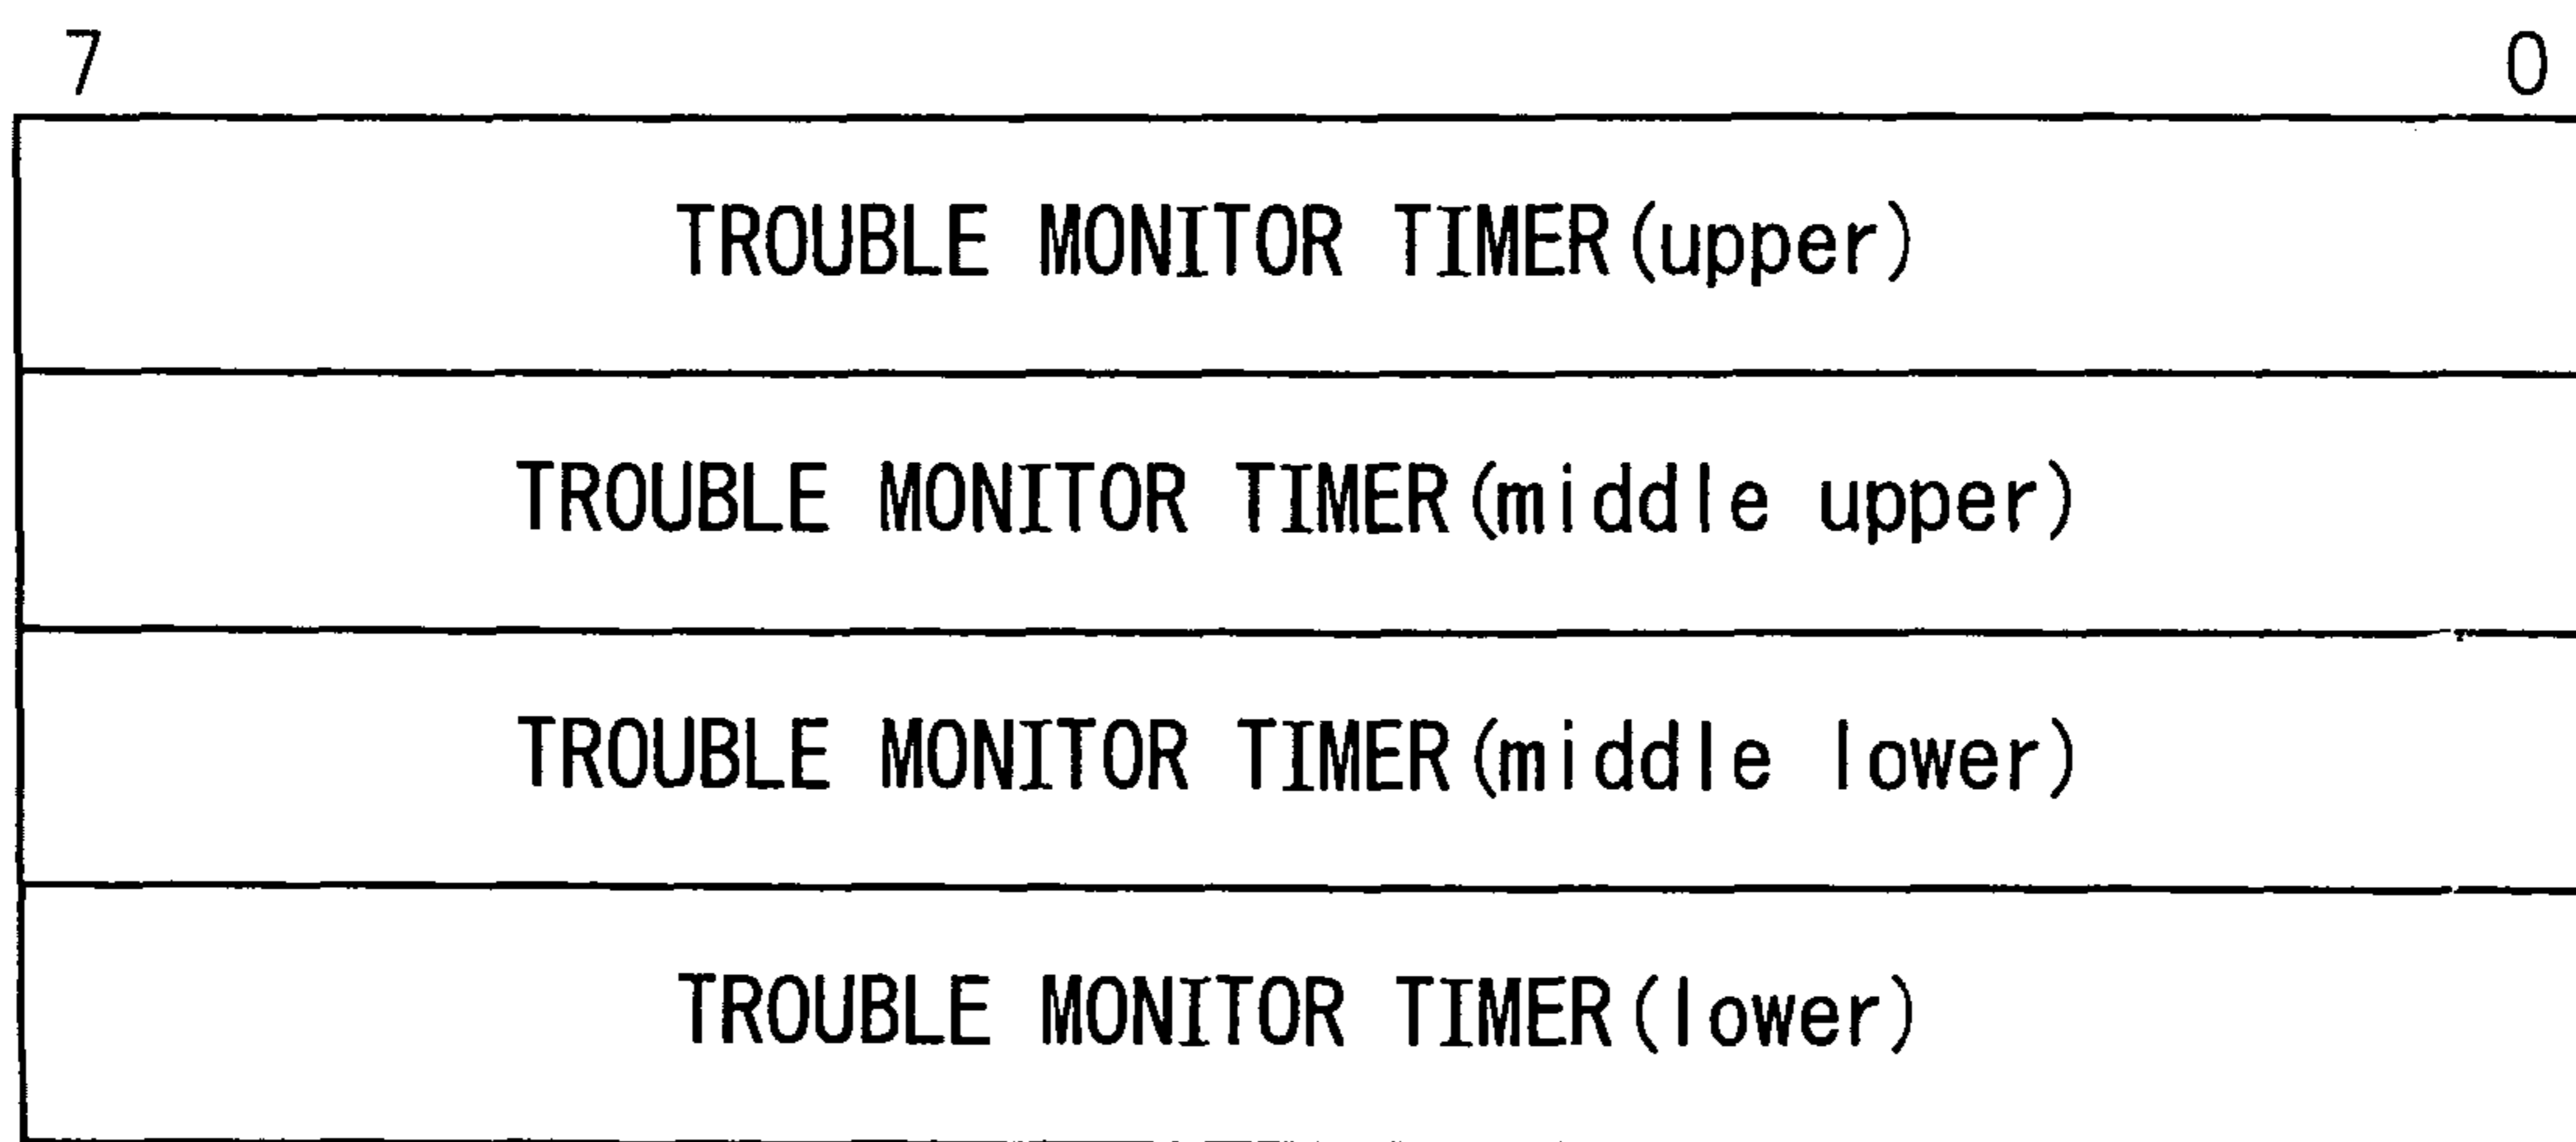 7 0
TROUBLE MONITOR TIMER(upper)
TROUBLE MONITOR TIMER(middle upper)
TROUBLE MONITOR TIMER(middle lower)
TROUBLE MONITOR TIMER(lower)